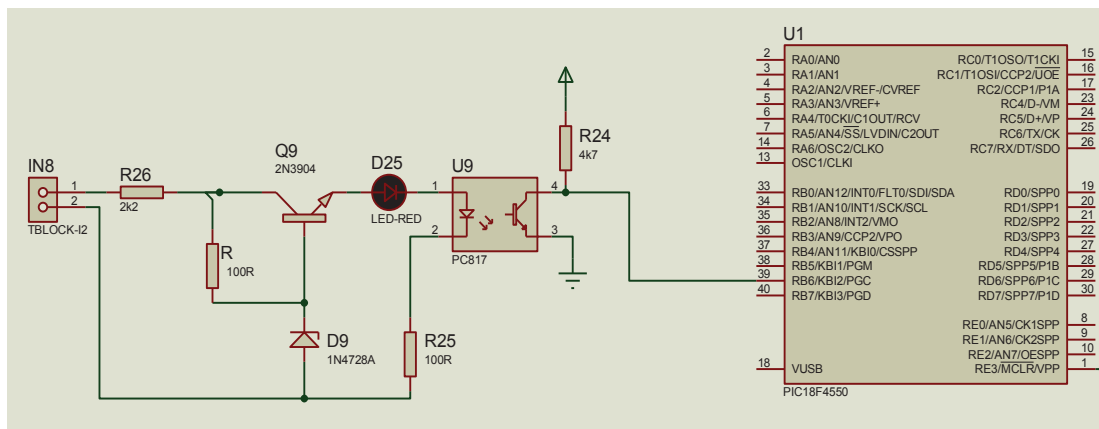 IN8
1
2
TBLOCK-I2
R26
2k2
R
100R
Q9
2N3904
D9
1N4728A
D25
LED-RED
U9
1
2
4
3
PC817
R25
100R
R24
4k7
U1
2 RA0/AN0
3 RA1/AN1
4 RA2/AN2/VREF-/CVREF
5 RA3/AN3/VREF+
6 RA4/T0CKI/C1OUT/RCV
7 RA5/AN4/SS/LVDIN/C2OUT
14 RA6/OSC2/CLKO
13 OSC1/CLKI
33 RB0/AN12/INT0/FLT0/SDI/SDA
34 RB1/AN10/INT1/SCK/SCL
35 RB2/AN8/INT2/VMO
36 RB3/AN9/CCP2/VPO
37 RB4/AN11/KBI0/CSSPP
38 RB5/KBI1/PGM
39 RB6/KBI2/PGC
40 RB7/KBI3/PGD
18 VUSB
RC0/T1OSO/T1CKI 15
RC1/T1OSI/CCP2/UOE 16
RC2/CCP1/P1A 17
RC4/D-/VM 23
RC5/D+/VP 24
RC6/TX/CK 25
RC7/RX/DT/SDO 26
RD0/SPP0 19
RD1/SPP1 20
RD2/SPP2 21
RD3/SPP3 22
RD4/SPP4 27
RD5/SPP5/P1B 28
RD6/SPP6/P1C 29
RD7/SPP7/P1D 30
RE0/AN5/CK1SPP 8
RE1/AN6/CK2SPP 9
RE2/AN7/OESPP 10
RE3/MCLR/VPP 1
PIC18F4550